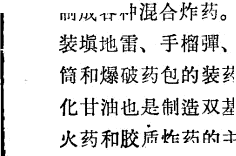 制成各种混合炸药。
装填地雷、手榴彈、
筒和爆破药包的装药
化甘油也是制造双基
火药和胶质炸药的主